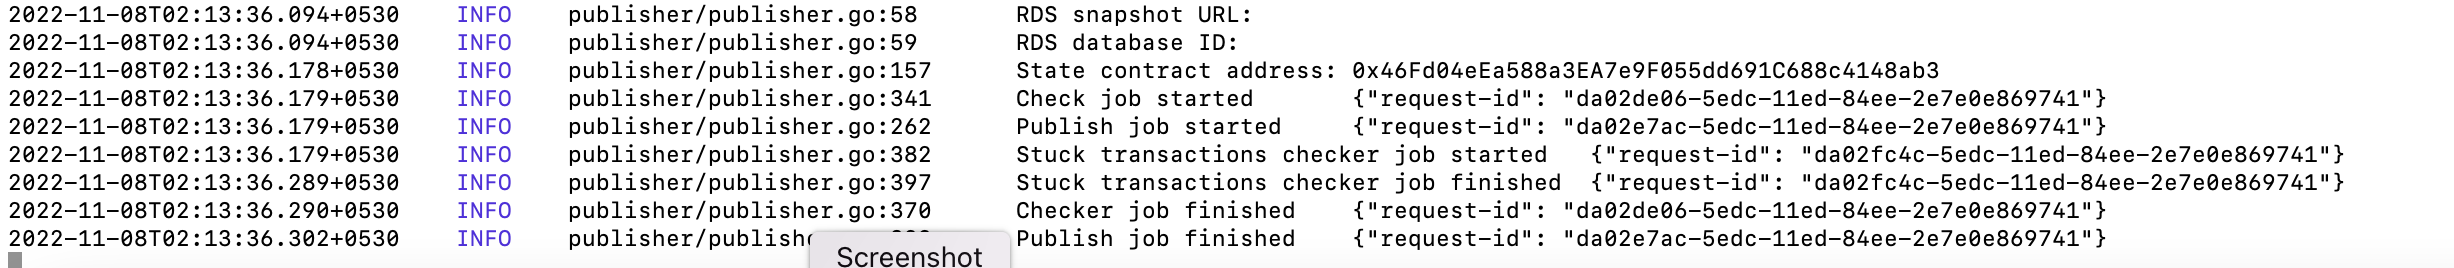 2022-11-08T02:13:36.094+0530 INFO publisher/publisher.go:58 RDS snapshot URL:
2022-11-08T02:13:36.094+0530 INFO publisher/publisher.go:59 RDS database ID:
2022-11-08T02:13:36.178+0530 INFO publisher/publisher.go:157 State contract address: 0x46Fd04eEa588a3EA7e9F055dd691C688c4148ab3
2022-11-08T02:13:36.179+0530 INFO publisher/publisher.go:341 Check job started {"request-id": "da02de06-5edc-11ed-84ee-2e7e0e869741"}
2022-11-08T02:13:36.179+0530 INFO publisher/publisher.go:262 Publish job started {"request-id": "da02e7ac-5edc-11ed-84ee-2e7e0e869741"}
2022-11-08T02:13:36.179+0530 INFO publisher/publisher.go:382 Stuck transactions checker job started {"request-id": "da02fc4c-5edc-11ed-84ee-2e7e0e869741"}
2022-11-08T02:13:36.289+0530 INFO publisher/publisher.go:397 Stuck transactions checker job finished {"request-id": "da02fc4c-5edc-11ed-84ee-2e7e0e869741"}
2022-11-08T02:13:36.290+0530 INFO publisher/publisher.go:370 Checker job finished {"request-id": "da02de06-5edc-11ed-84ee-2e7e0e869741"}
2022-11-08T02:13:36.302+0530 INFO publisher/publish Publish job finished {"request-id": "da02e7ac-5edc-11ed-84ee-2e7e0e869741"}
Screenshot